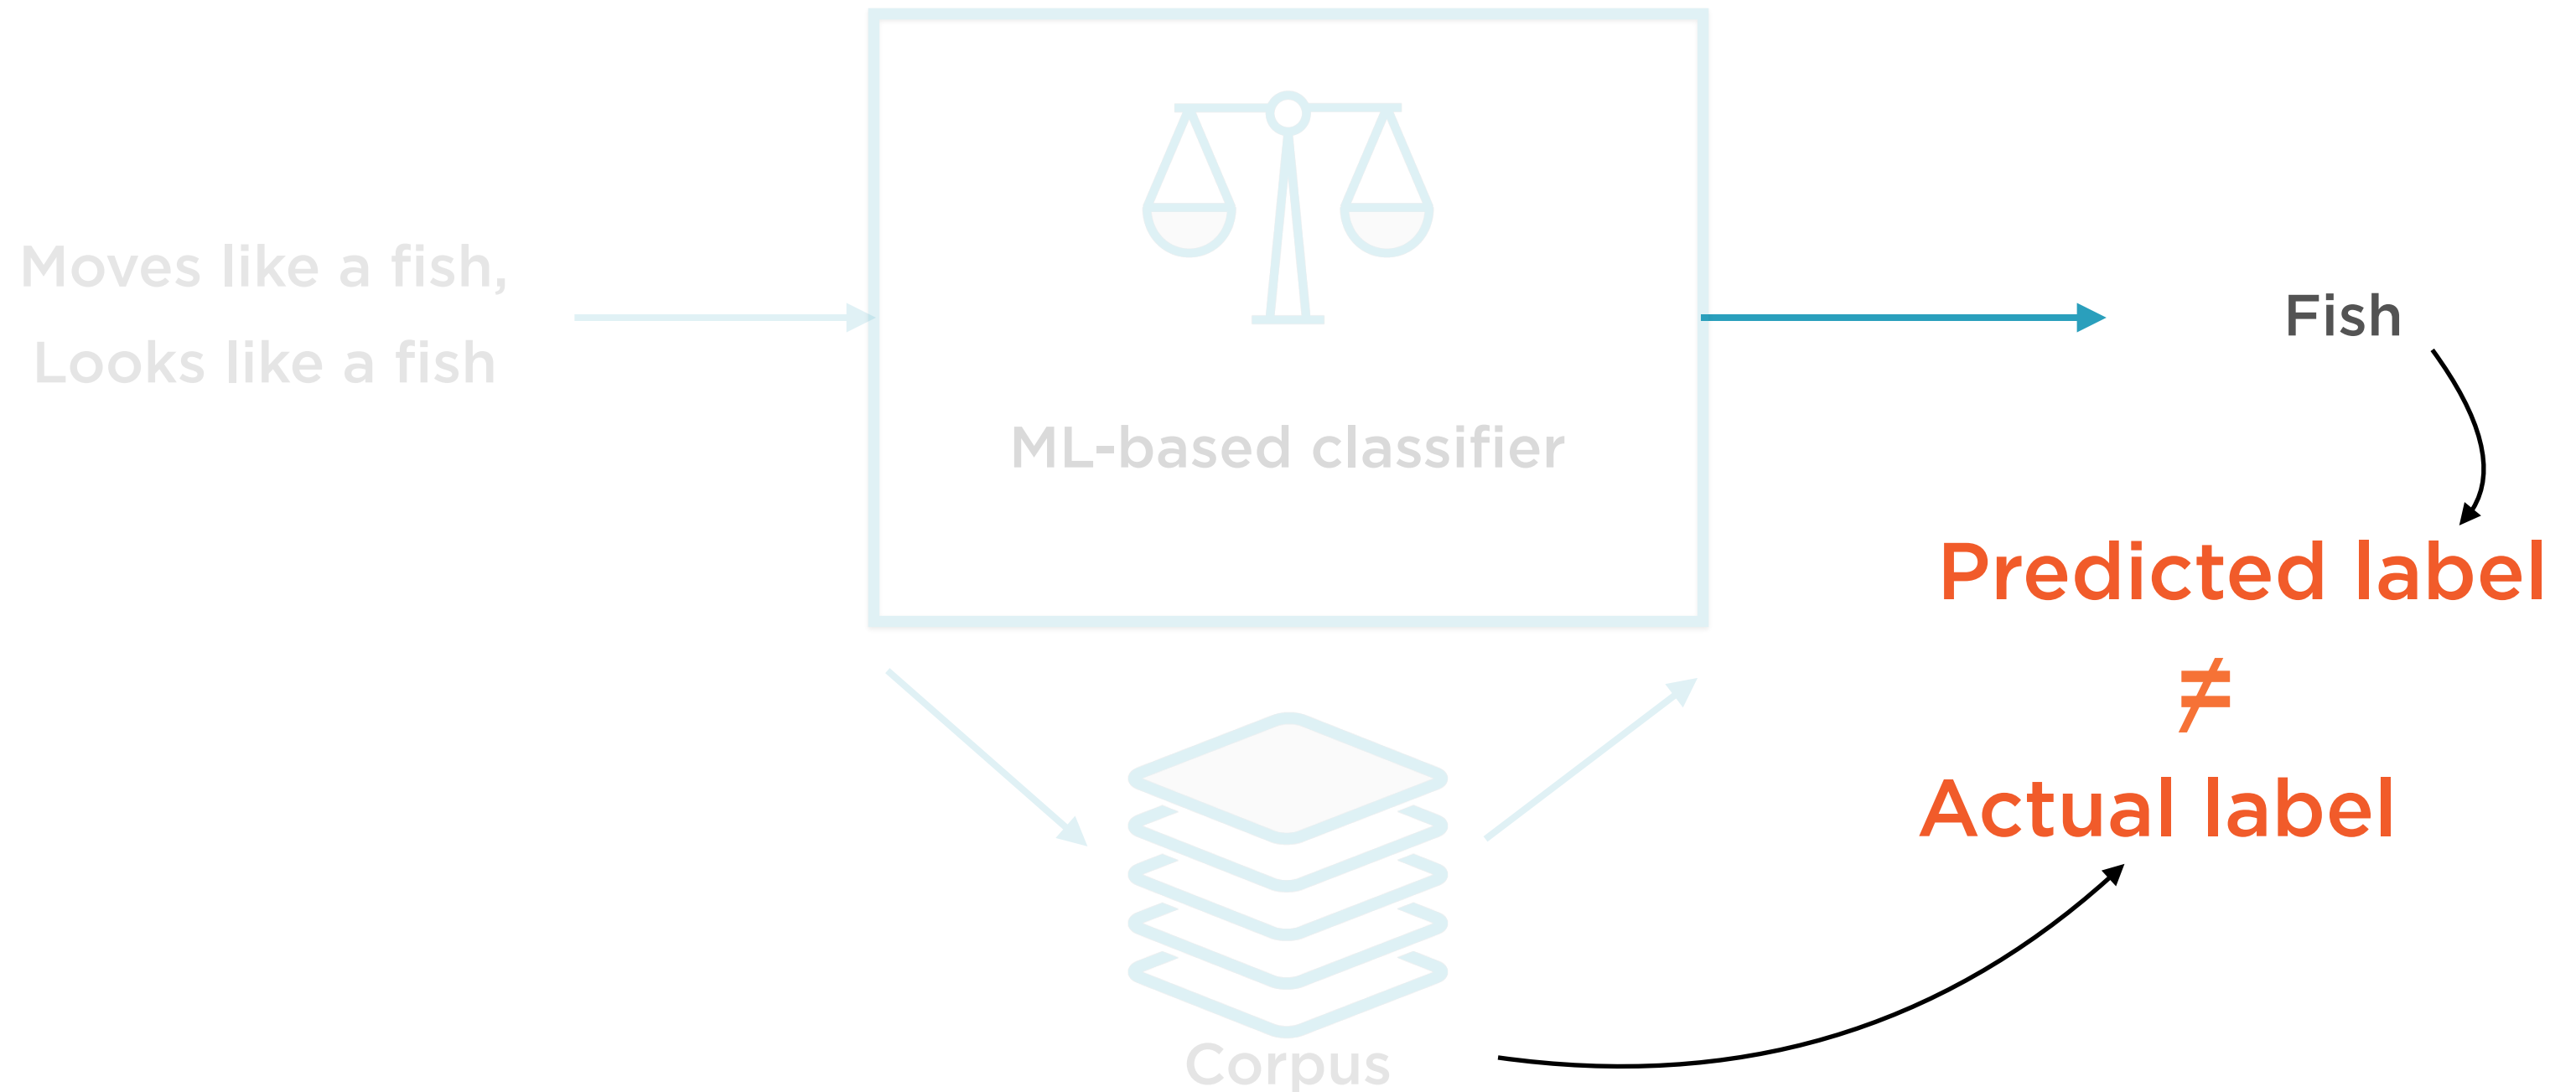 Moves like a fish,
Looks like a fish
ML-based classifier
Fish
Predicted label
≠
Actual label
Corpus